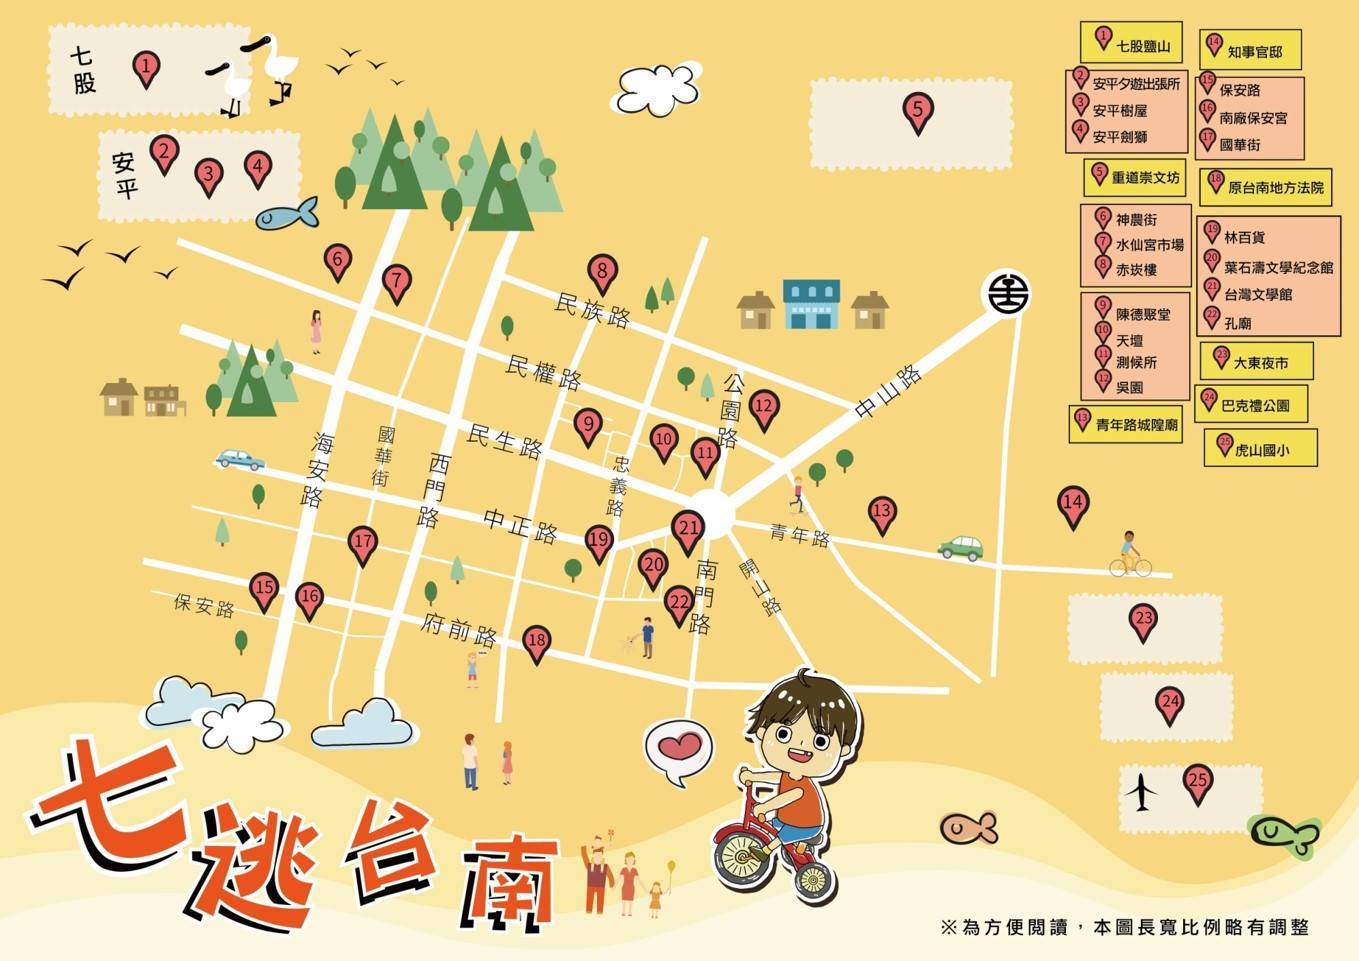 七股
1
安平
2
3
4
5
6
7
8
民族路
民權路
公園路
中山路
12
9
10
11
民生路
海安路
國華街
西門路
忠義路
中正路
13
14
青年路
21
19
17
20
南門路
開山路
22
15
16
保安路
府前路
18
23
24
25
1 七股鹽山
2 安平夕遊出張所
3 安平樹屋
4 安平劍獅
5 重道崇文坊
6 神農街
7 水仙宮市場
8 赤崁樓
9 陳德聚堂
10 天壇
11 測候所
12 吳園
13 青年路城隍廟
14 知事官邸
15 保安路
16 南廠保安宮
17 國華街
18 原台南地方法院
19 林百貨
20 葉石濤文學紀念館
21 台灣文學館
22 孔廟
23 大東夜市
24 巴克禮公園
25 虎山國小
七逃台南
※為方便閱讀，本圖長寬比例略有調整